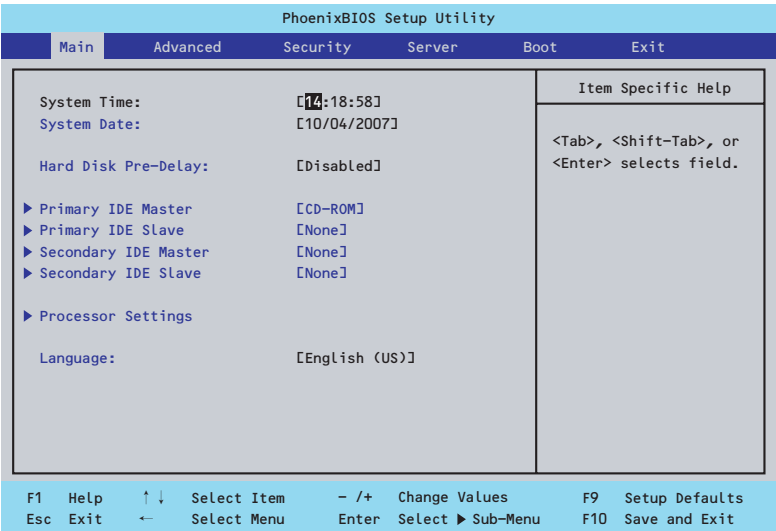 PhoenixBIOS Setup Utility
Main Advanced Security Server Boot Exit
Item Specific Help
System Time: [14:18:58]
System Date: [10/04/2007]
<Tab>, <Shift-Tab>, or
<Enter> selects field.
Hard Disk Pre-Delay: [Disabled]
▶ Primary IDE Master [CD-ROM]
▶ Primary IDE Slave [None]
▶ Secondary IDE Master [None]
▶ Secondary IDE Slave [None]
▶ Processor Settings
Language: [English (US)]
F1 Help ↑↓ Select Item - /+ Change Values F9 Setup Defaults
Esc Exit ← Select Menu Enter Select ▶ Sub-Menu F10 Save and Exit